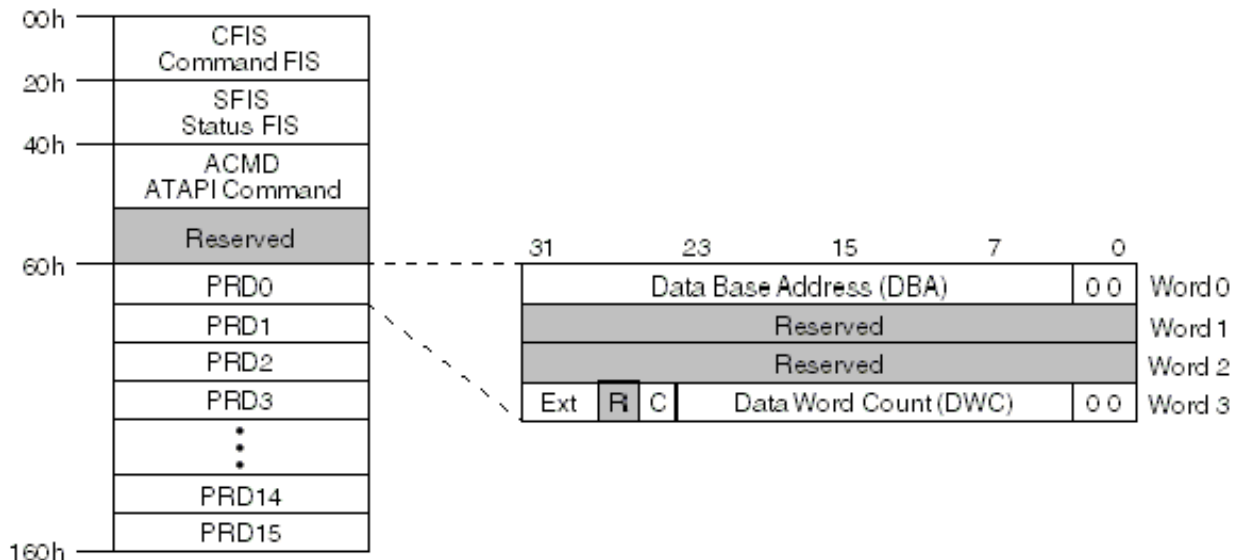 00h
CFIS
Command FIS
20h
SFIS
Status FIS
40h
ACMD
ATAPI Command
Reserved
60h
PRD0
PRD1
PRD2
PRD3
PRD14
PRD15
160h
31 23 15 7 0
Data Base Address (DBA) 0 0 Word 0
Reserved Word 1
Reserved Word 2
Ext R C Data Word Count (DWC) 0 0 Word 3